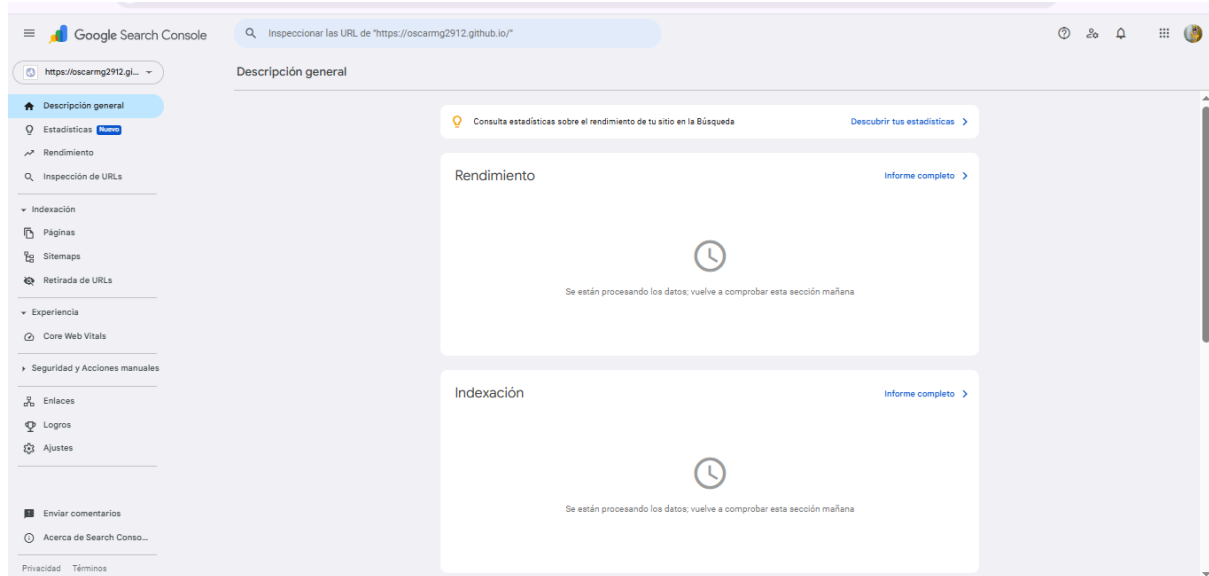 Google Search Console
Inspeccionar las URL de "https://oscarmg2912.github.io/"
https://oscarmg2912.gi...
Descripción general
Descripción general
Estadísticas Nuevo
Rendimiento
Inspección de URLs
Indexación
Páginas
Sitemaps
Retirada de URLs
Experiencia
Core Web Vitals
Seguridad y Acciones manuales
Enlaces
Logros
Ajustes
Enviar comentarios
Acerca de Search Conso...
Privacidad Términos
Consulta estadísticas sobre el rendimiento de tu sitio en la Búsqueda Descubrir tus estadísticas
Rendimiento Informe completo
Se están procesando los datos; vuelve a comprobar esta sección mañana
Indexación Informe completo
Se están procesando los datos; vuelve a comprobar esta sección mañana